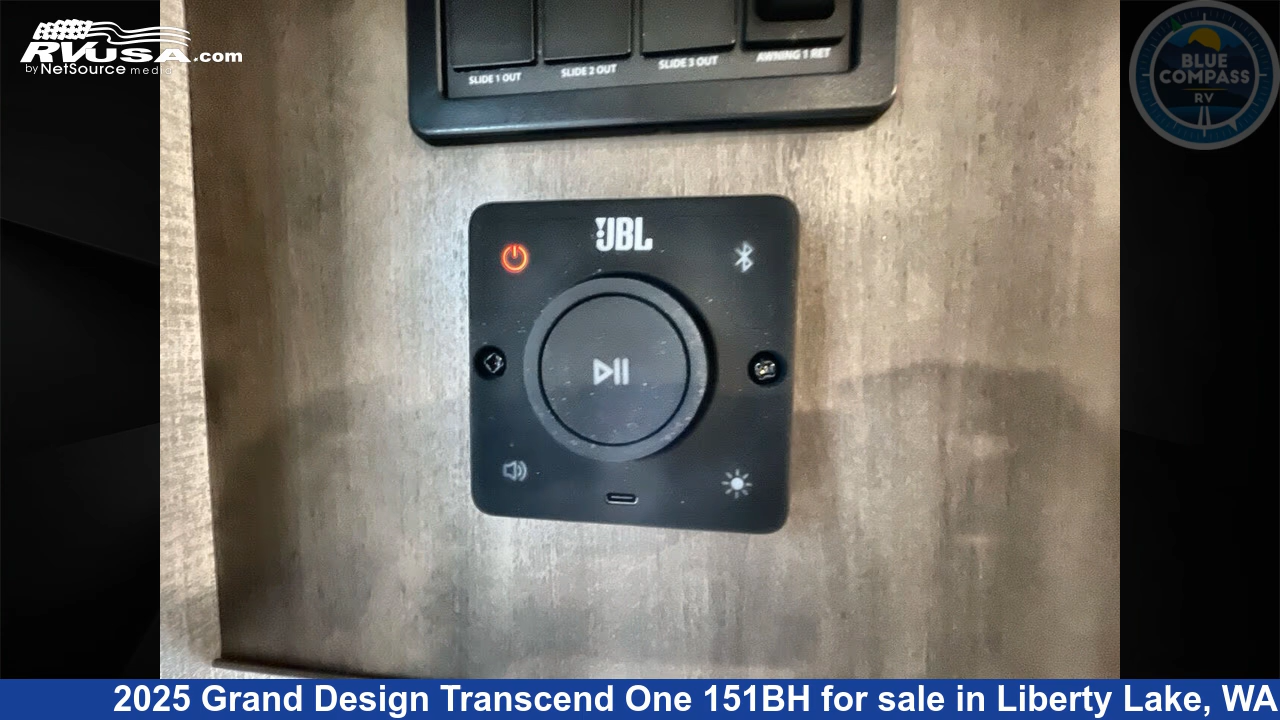 RVUSA.com
by NetSource media
BLUE
COMPASS
RV
SLIDE 1 OUT
SLIDE 2 OUT
SLIDE 3 OUT
AWNING 1 RET
JBL
2025 Grand Design Transcend One 151BH for sale in Liberty Lake, WA